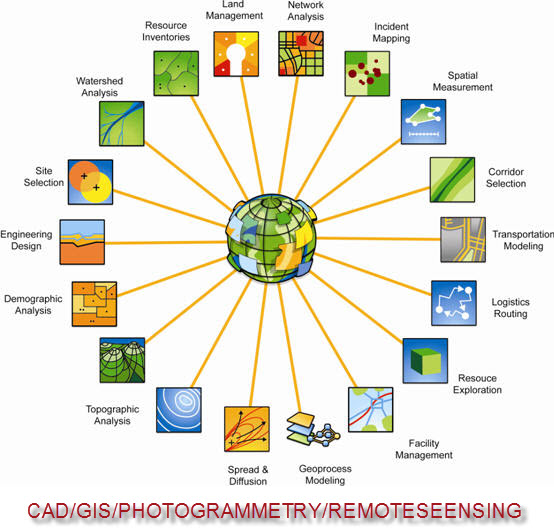 Land
Management
Network
Analysis
Resource
Inventories
Incident
Mapping
Watershed
Analysis
Spatial
Measurement
Site
Selection
Corridor
Selection
Engineering
Design
Transportation
Modeling
Demographic
Analysis
Logistics
Routing
Topographic
Analysis
Resouce
Exploration
Spread &
Diffusion
Geoprocess
Modeling
Facility
Management
CAD/GIS/PHOTOGRAMMETRY/REMOTESEENSING